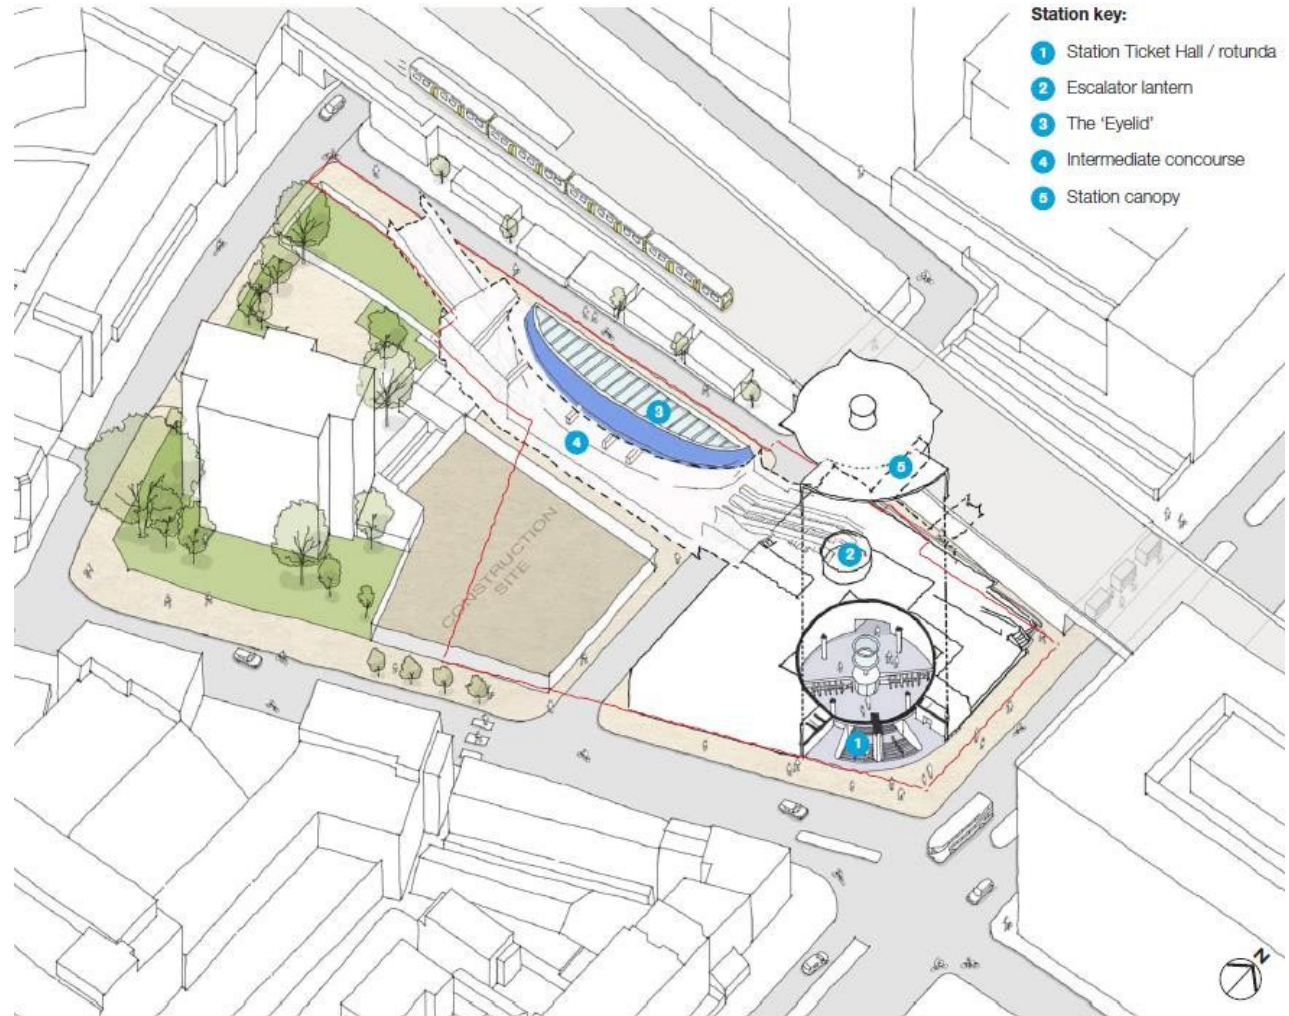 Station key:
1 Station Ticket Hall / rotunda
2 Escalator lantern
3 The ‘Eyelid’
4 Intermediate concourse
5 Station canopy
3
4
5
2
CONSTRUCTION
SITE
1
N